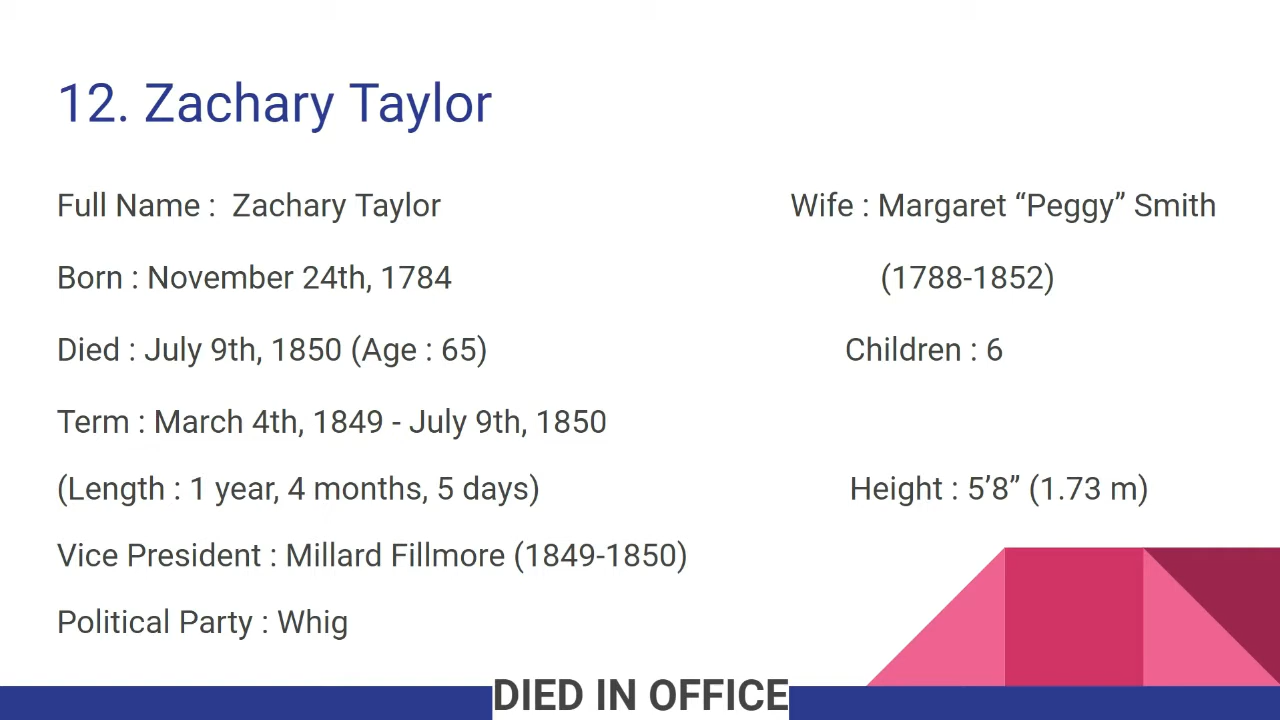 12. Zachary Taylor
Full Name : Zachary Taylor
Wife : Margaret “Peggy” Smith
Born : November 24th, 1784
(1788-1852)
Died : July 9th, 1850 (Age : 65)
Children : 6
Term : March 4th, 1849 - July 9th, 1850
(Length : 1 year, 4 months, 5 days)
Height : 5’8” (1.73 m)
Vice President : Millard Fillmore (1849-1850)
Political Party : Whig
DIED IN OFFICE